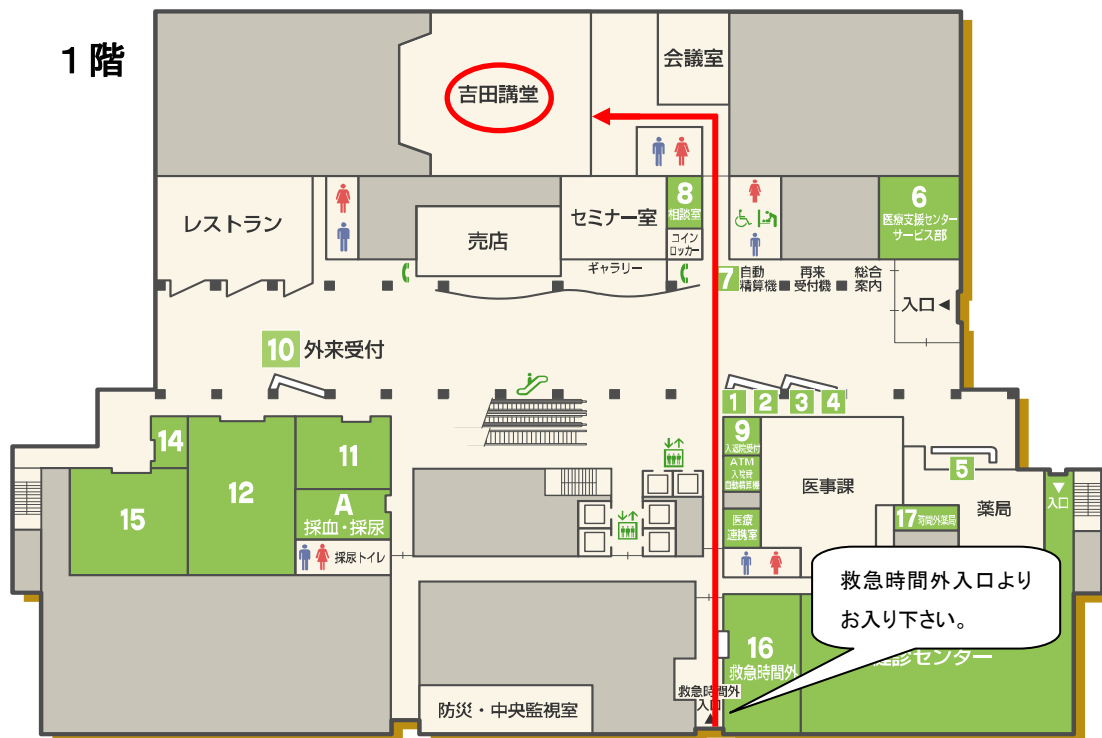 1階
会議室
吉田講堂
8
相談室
6
医療支援センター
サービス部
レストラン
売店
セミナー室
コイン
ロッカー
ギャラリー
7
自動
精算機
再来
受付機
総合
案内
入口
10
外来受付
1
2
3
4
9
入退院受付
ATM
入院費
自動精算機
医療
連携室
医事課
5
薬局
入口
17
時間外薬局
14
15
12
11
A
採血・採尿
採尿トイレ
救急時間外入口より
お入り下さい。
16
救急時間外
診センター
救急時間外
入口
防災・中央監視室